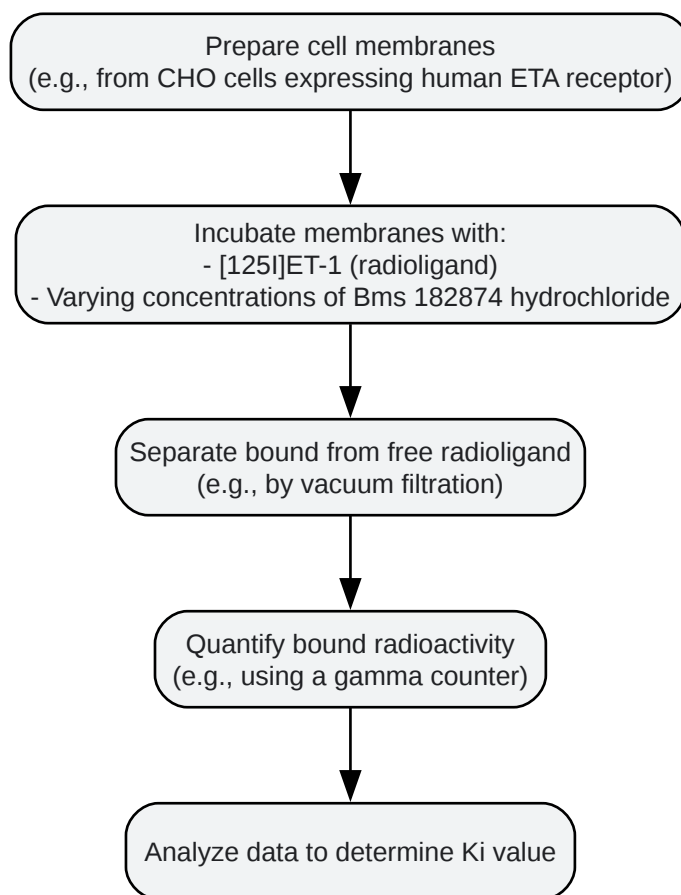 Prepare cell membranes
(e.g., from CHO cells expressing human ETA receptor)
Incubate membranes with:
- [125I]ET-1 (radioligand)
- Varying concentrations of Bms 182874 hydrochloride
Separate bound from free radioligand
(e.g., by vacuum filtration)
Quantify bound radioactivity
(e.g., using a gamma counter)
Analyze data to determine Ki value